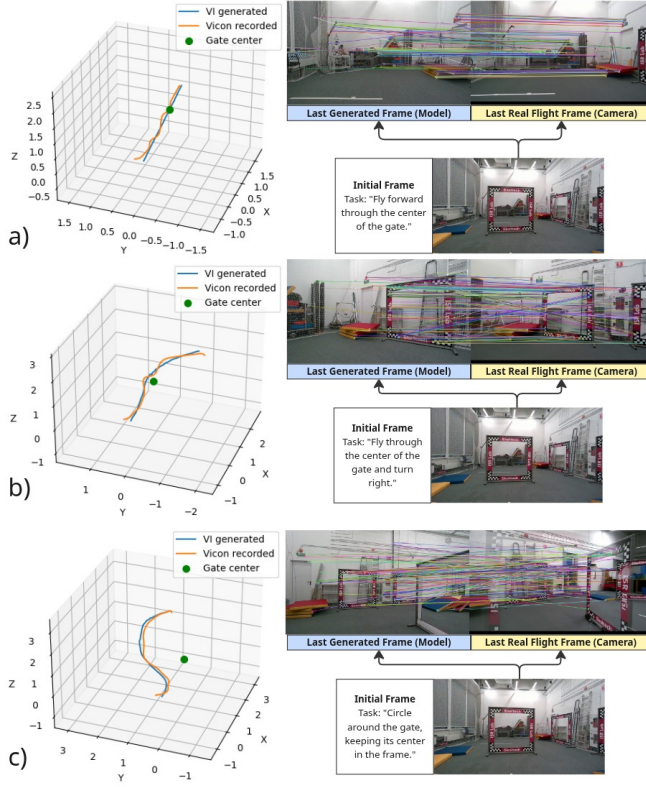 VI generated
Vicon recorded
Gate center
2.5
2.0
1.5
1.0
0.5
0.0
−0.5
Z
1.5
1.0
0.5
0.0
−0.5
−1.0
−1.5
Y
1.5
1.0
0.5
0.0
−0.5
−1.0
X
a)
Last Generated Frame (Model)
Last Real Flight Frame (Camera)
Initial Frame
Task: "Fly forward
through the center
of the gate."
VI generated
Vicon recorded
Gate center
3
2
1
0
−1
Z
1
0
−1
−2
Y
2
1
0
−1
X
b)
Last Generated Frame (Model)
Last Real Flight Frame (Camera)
Initial Frame
Task: "Fly through
the center of the
gate and turn
right."
VI generated
Vicon recorded
Gate center
3
2
1
0
−1
Z
3
2
1
0
−1
Y
3
2
1
0
−1
X
c)
Last Generated Frame (Model)
Last Real Flight Frame (Camera)
Initial Frame
Task: "Circle
around the gate,
keeping its center
in the frame."